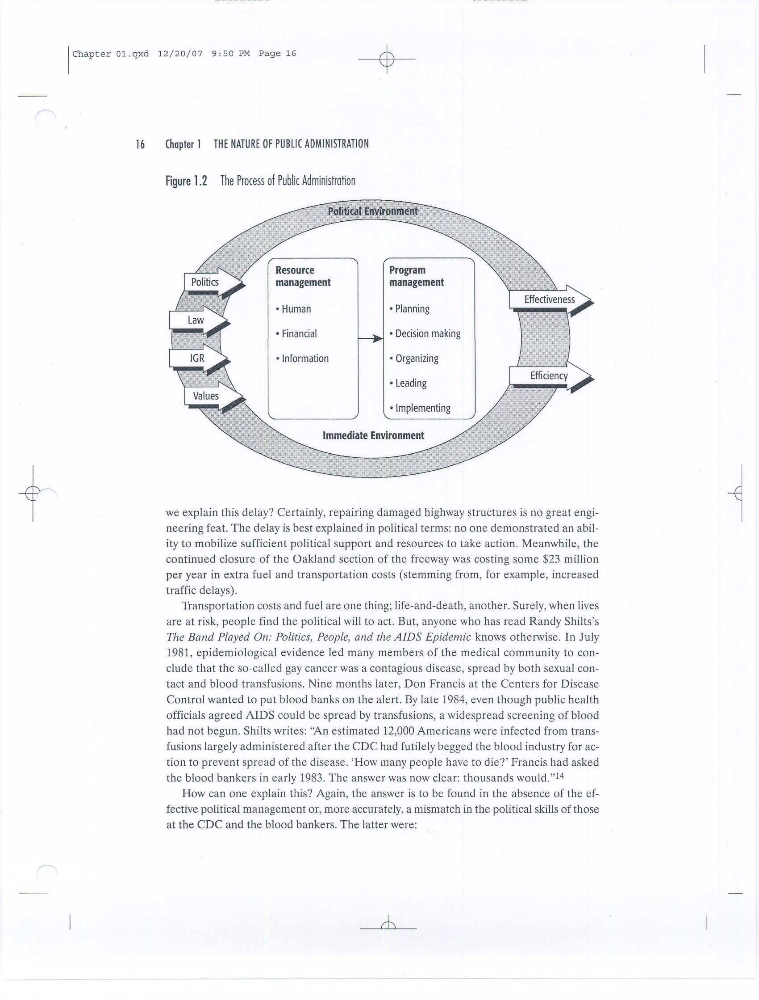 Chapter 01.qxd 12/20/07 9:50 PM Page 16
16 Chapter 1 THE NATURE OF PUBLIC ADMINISTRATION
Figure 1.2 The Process of Public Administration
Political Environment
Politics
Law
IGR
Values
Resource
management
• Human
• Financial
• Information
Program
management
• Planning
• Decision making
• Organizing
• Leading
• Implementing
Effectiveness
Efficiency
Immediate Environment
we explain this delay? Certainly, repairing damaged highway structures is no great engi-
neering feat. The delay is best explained in political terms: no one demonstrated an abil-
ity to mobilize sufficient political support and resources to take action. Meanwhile, the
continued closure of the Oakland section of the freeway was costing some $23 million
per year in extra fuel and transportation costs (stemming from, for example, increased
traffic delays).
Transportation costs and fuel are one thing; life-and-death, another. Surely, when lives
are at risk, people find the political will to act. But, anyone who has read Randy Shilts’s
The Band Played On: Politics, People, and the AIDS Epidemic knows otherwise. In July
1981, epidemiological evidence led many members of the medical community to con-
clude that the so-called gay cancer was a contagious disease, spread by both sexual con-
tact and blood transfusions. Nine months later, Don Francis at the Centers for Disease
Control wanted to put blood banks on the alert. By late 1984, even though public health
officials agreed AIDS could be spread by transfusions, a widespread screening of blood
had not begun. Shilts writes: “An estimated 12,000 Americans were infected from trans-
fusions largely administered after the CDC had futilely begged the blood industry for ac-
tion to prevent spread of the disease. ‘How many people have to die?’ Francis had asked
the blood bankers in early 1983. The answer was now clear: thousands would.”14
How can one explain this? Again, the answer is to be found in the absence of the ef-
fective political management or, more accurately, a mismatch in the political skills of those
at the CDC and the blood bankers. The latter were: